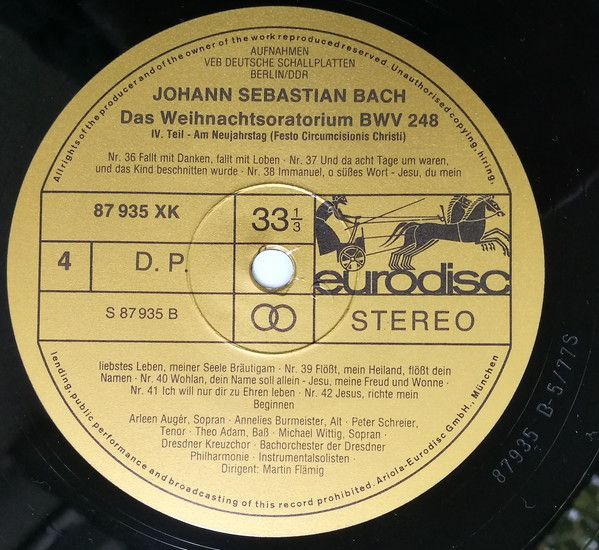 All rights of the producer and of the owner of the work reproduced reserved. Unauthorised copying, hiring,
AUFNAHMEN
VEB DEUTSCHE SCHALLPLATTEN
BERLIN/DDR
JOHANN SEBASTIAN BACH
Das Weihnachtsoratorium BWV 248
IV. Teil - Am Neujahrstag (Festo Circumcisionis Christi)
Nr. 36 Fallt mit Danken, fallt mit Loben · Nr. 37 Und da acht Tage um waren,
und das Kind beschnitten wurde · Nr. 38 Immanuel, o süßes Wort - Jesu, du mein
87 935 XK
33 1/3
4
D. P.
eurodisc
S 87 935 B
STEREO
liebstes Leben, meiner Seele Bräutigam · Nr. 39 Flößt, mein Heiland, flößt dein
Namen · Nr. 40 Wohlan, dein Name soll allein - Jesu, meine Freud und Wonne ·
Nr. 41 Ich will nur dir zu Ehren leben · Nr. 42 Jesus, richte mein
Beginnen
Arleen Augér, Sopran · Annelies Burmeister, Alt · Peter Schreier,
Tenor · Theo Adam, Baß · Michael Wittig, Sopran ·
Dresdner Kreuzchor · Bachorchester der Dresdner
Philharmonie · Instrumentalsolisten ·
Dirigent: Martin Flämig
lending, public performance and broadcasting of this record prohibited. Ariola-Eurodisc GmbH., München
87935 B-5/77S